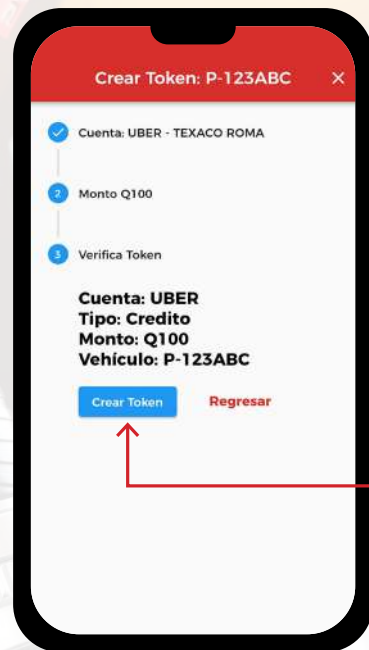 Crear Token: P-123ABC ×
Cuenta: UBER - TEXACO ROMA
2 Monto Q100
3 Verifica Token
Cuenta: UBER
Tipo: Credito
Monto: Q100
Vehículo: P-123ABC
Crear Token Regresar